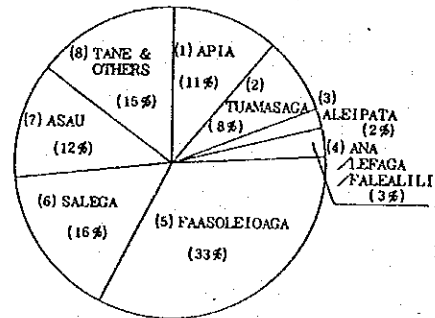 (1) APIA
(11%)
(2)
TUAMASAGA
(8%)
(3)
ALEIPATA
(2%)
(4) ANA
/LEFAGA
/FALEALILI
(3%)
(5) FAASOLEIOAGA
(33%)
(6) SALEGA
(16%)
(7) ASAU
(12%)
(8) TANE &
OTHERS
(15%)